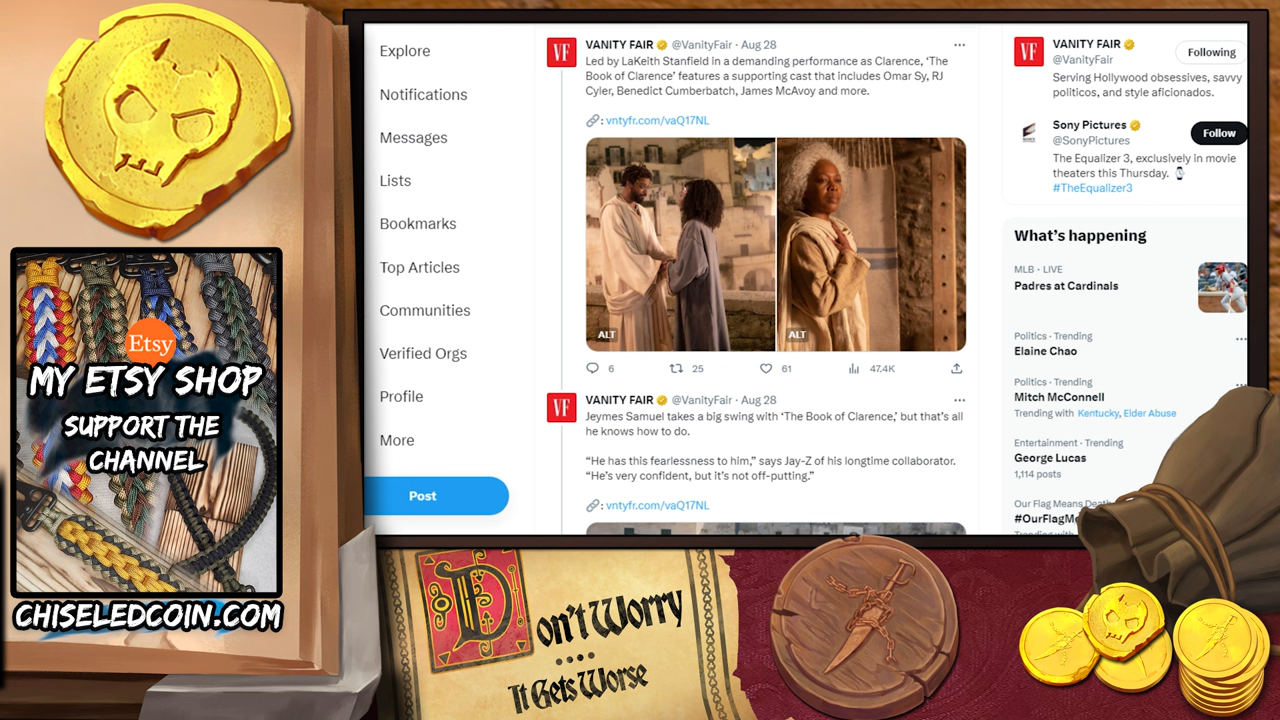 Etsy
MY ETSY SHOP
SUPPORT THE
CHANNEL
CHISELEDCOIN.COM
Explore
Notifications
Messages
Lists
Bookmarks
Top Articles
Communities
Verified Orgs
Profile
More
Post
VF
VANITY FAIR @VanityFair · Aug 28
Led by LaKeith Stanfield in a demanding performance as Clarence, ‘The
Book of Clarence’ features a supporting cast that includes Omar Sy, RJ
Cyler, Benedict Cumberbatch, James McAvoy and more.
: vntyfr.com/vaQ17NL
ALT
ALT
6 25 61 47.4K
VF
VANITY FAIR @VanityFair · Aug 28
Jeymes Samuel takes a big swing with ‘The Book of Clarence,’ but that’s all
he knows how to do.
“He has this fearlessness to him,” says Jay-Z of his longtime collaborator.
“He’s very confident, but it’s not off-putting.”
: vntyfr.com/vaQ17NL
VF
VANITY FAIR
@VanityFair
Following
Serving Hollywood obsessives, savvy
politicos, and style aficionados.
Sony Pictures
@SonyPictures
Follow
The Equalizer 3, exclusively in movie
theaters this Thursday.
#TheEqualizer3
What’s happening
MLB · LIVE
Padres at Cardinals
Politics · Trending
Elaine Chao
Politics · Trending
Mitch McConnell
Trending with Kentucky, Elder Abuse
Entertainment · Trending
George Lucas
1,114 posts
Our Flag Means Death
#OurFlagM
Don't Worry
It Gets Worse